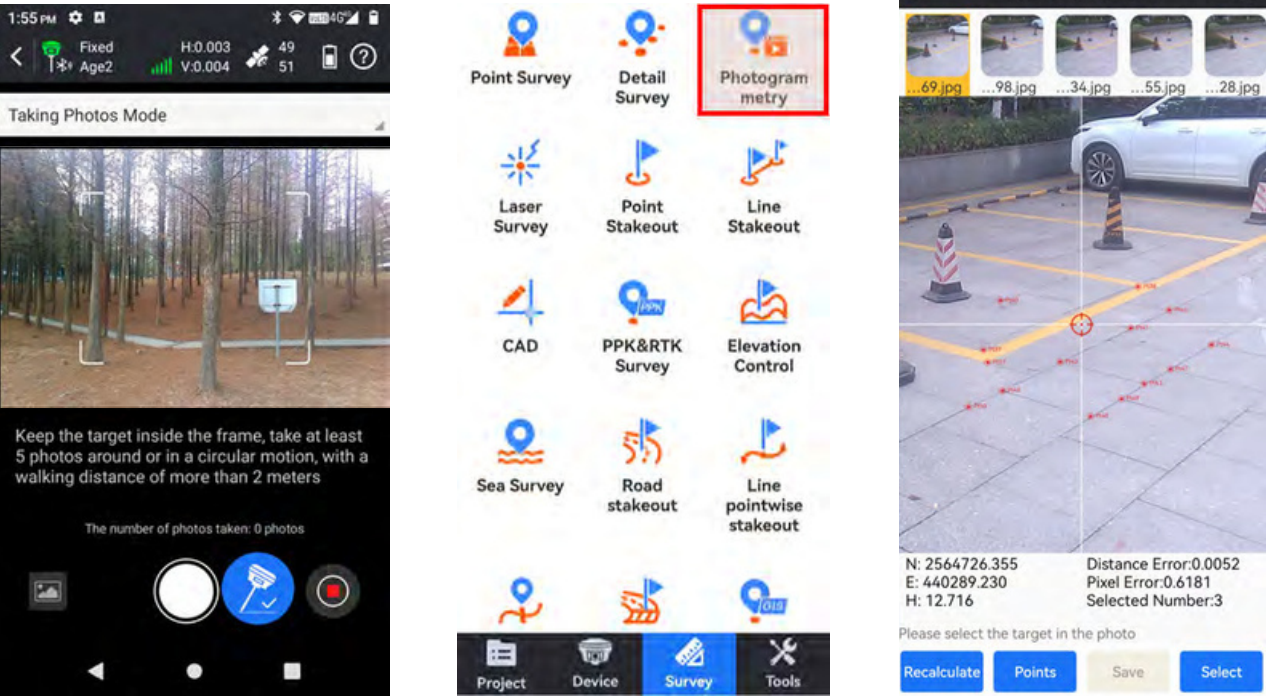 1:55 PM
4G
Fixed
Age2
H:0.003
V:0.004
49
51
Taking Photos Mode
Keep the target inside the frame, take at least
5 photos around or in a circular motion, with a
walking distance of more than 2 meters
The number of photos taken: 0 photos
Point Survey
Detail
Survey
Photogram
metry
Laser
Survey
Point
Stakeout
Line
Stakeout
CAD
PPK
PPK&RTK
Survey
Elevation
Control
Sea Survey
Road
stakeout
Line
pointwise
stakeout
GIS
Project
Device
Survey
Tools
...69.jpg
...98.jpg
...34.jpg
...55.jpg
...28.jpg
N: 2564726.355
E: 440289.230
H: 12.716
Distance Error:0.0052
Pixel Error:0.6181
Selected Number:3
Please select the target in the photo
Recalculate
Points
Save
Select